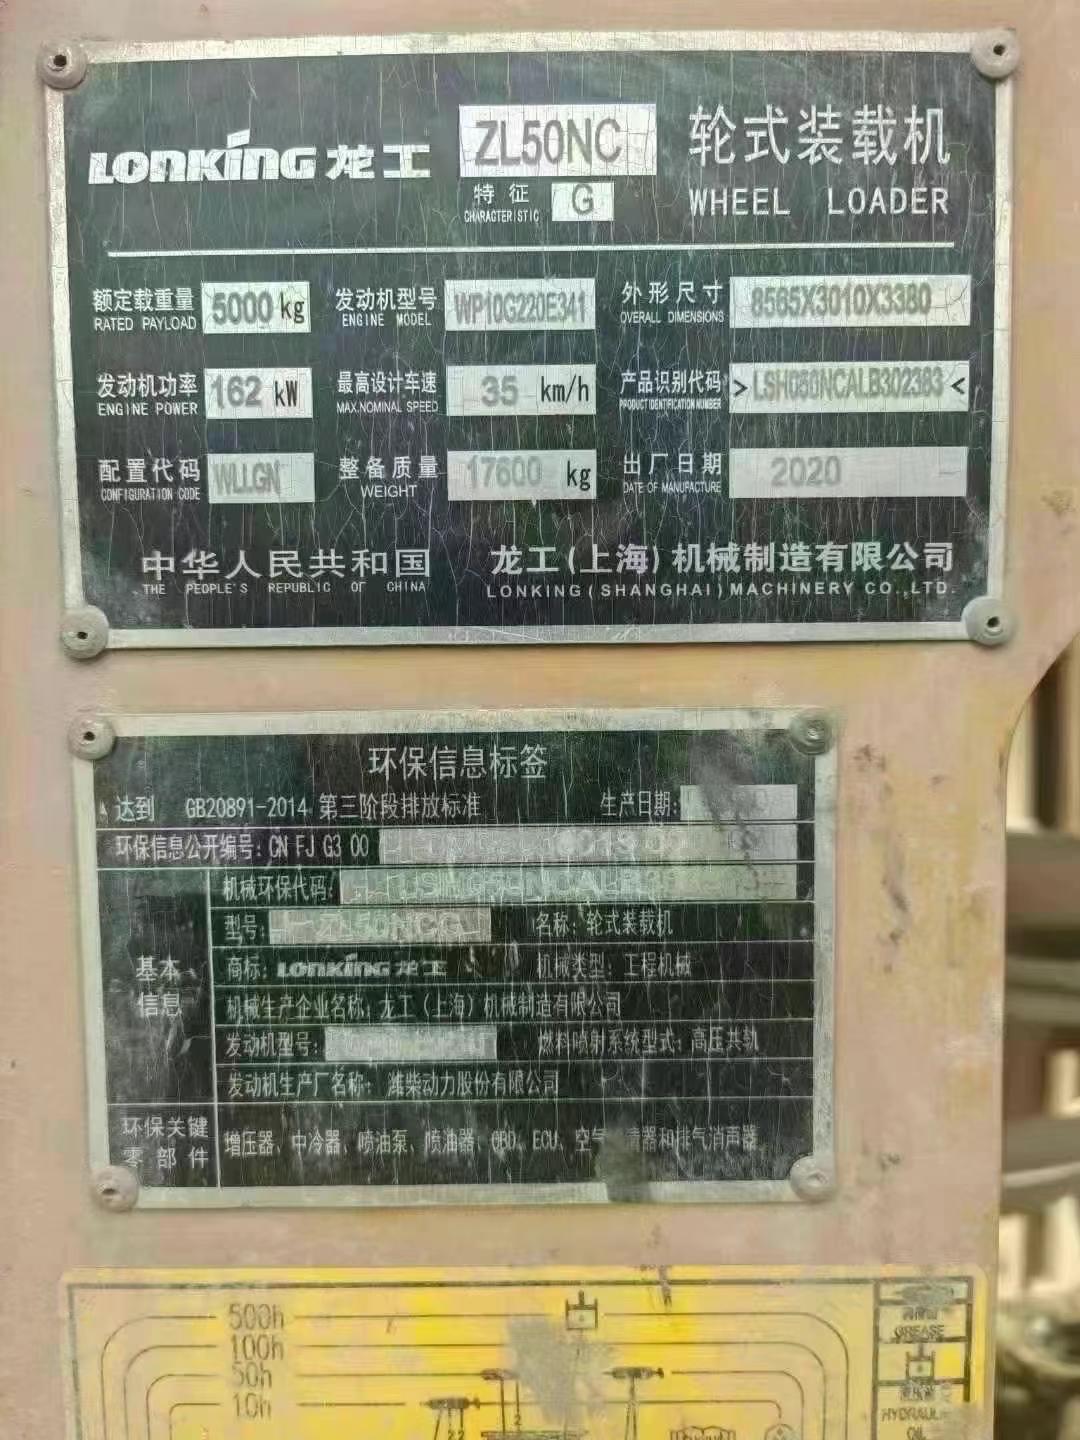 LONKING 龙工 ZL50NC 轮式装载机
特征 G
CHARACTERISTIC
WHEEL LOADER
额定载重量 5000 kg 发动机型号 WP10G220E341 外形尺寸 8565X3010X3380
RATED PAYLOAD ENGINE MODEL OVERALL DIMENSIONS
发动机功率 162 kW 最高设计车速 35 km/h 产品识别代码 >LSH050NCALB302383<
ENGINE POWER MAX.NOMINAL SPEED PRODUCT IDENTIFICATION NUMBER
配置代码 WLLGN 整备质量 17600 kg 出厂日期 2020
CONFIGURATION CODE WEIGHT DATE OF MANUFACTURE
中华人民共和国 龙工(上海)机械制造有限公司
THE PEOPLE'S REPUBLIC OF CHINA LONKING(SHANGHAI)MACHINERY CO.,LTD.
环保信息标签
达到 GB20891-2014 第三阶段排放标准 生产日期:
环保信息公开编号: CN FJ G3 00
机械环保代码:
型号: ZL50NCG 名称: 轮式装载机
基本信息
商标: LONKING 龙工 机械类型: 工程机械
机械生产企业名称: 龙工(上海)机械制造有限公司
发动机型号: 燃料喷射系统型式: 高压共轨
发动机生产厂名称: 潍柴动力股份有限公司
环保关键零部件
增压器、中冷器、喷油泵、喷油器、OBD、ECU、空气 清器和排气消声器
500h
100h
50h
10h
GREASE
HYDRAULIC
OIL